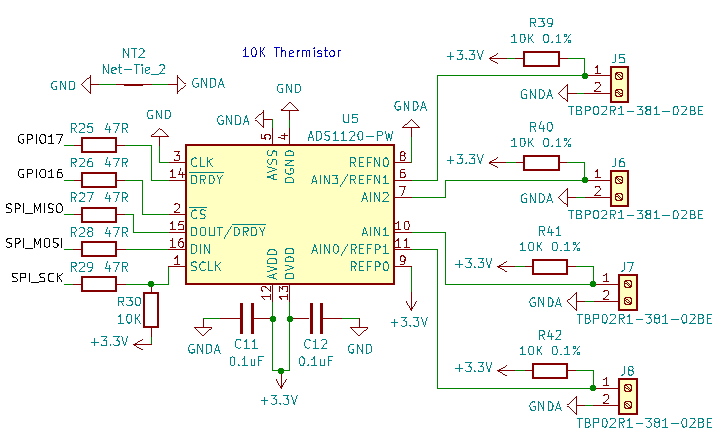 10K Thermistor
NT2
Net-Tie_2
GND
GNDA
R39
10K 0.1%
+3.3V
J5
1
2
GNDA
TBP02R1-381-02BE
GND
GNDA
GND
GNDA
U5
ADS1120-PW
R25 47R
GPIO17
R26 47R
GPIO16
R27 47R
SPI_MISO
R28 47R
SPI_MOSI
R29 47R
SPI_SCK
R30
10K
+3.3V
3 CLK
14 DRDY
2 CS
15 DOUT/DRDY
16 DIN
1 SCLK
5 AVSS
4 DGND
12 AVDD
13 DVDD
REFN0 8
AIN3/REFN1 6
AIN2 7
AIN1 10
AIN0/REFP1 11
REFP0 9
+3.3V
GNDA
C11
0.1uF
C12
0.1uF
GND
+3.3V
R40
10K 0.1%
+3.3V
J6
1
2
GNDA
TBP02R1-381-02BE
R41
10K 0.1%
+3.3V
J7
1
2
GNDA
TBP02R1-381-02BE
R42
10K 0.1%
+3.3V
J8
1
2
GNDA
TBP02R1-381-02BE